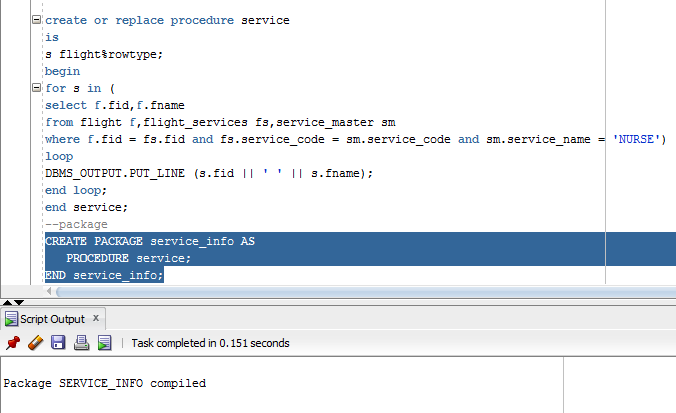 create or replace procedure service
is
s flight%rowtype;
begin
for s in (
select f.fid,f.fname
from flight f,flight_services fs,service_master sm
where f.fid = fs.fid and fs.service_code = sm.service_code and sm.service_name = 'NURSE')
loop
DBMS_OUTPUT.PUT_LINE (s.fid || ' ' || s.fname);
end loop;
end service;
--package
CREATE PACKAGE service_info AS
   PROCEDURE service;
END service_info;
Script Output x
Task completed in 0.151 seconds
Package SERVICE_INFO compiled